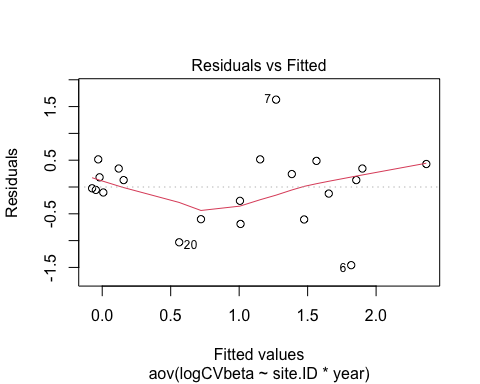 Residuals vs Fitted
Residuals
1.5
0.5
-0.5
-1.5
7
20
6
0.0 0.5 1.0 1.5 2.0
Fitted values
aov(logCVbeta ~ site.ID * year)